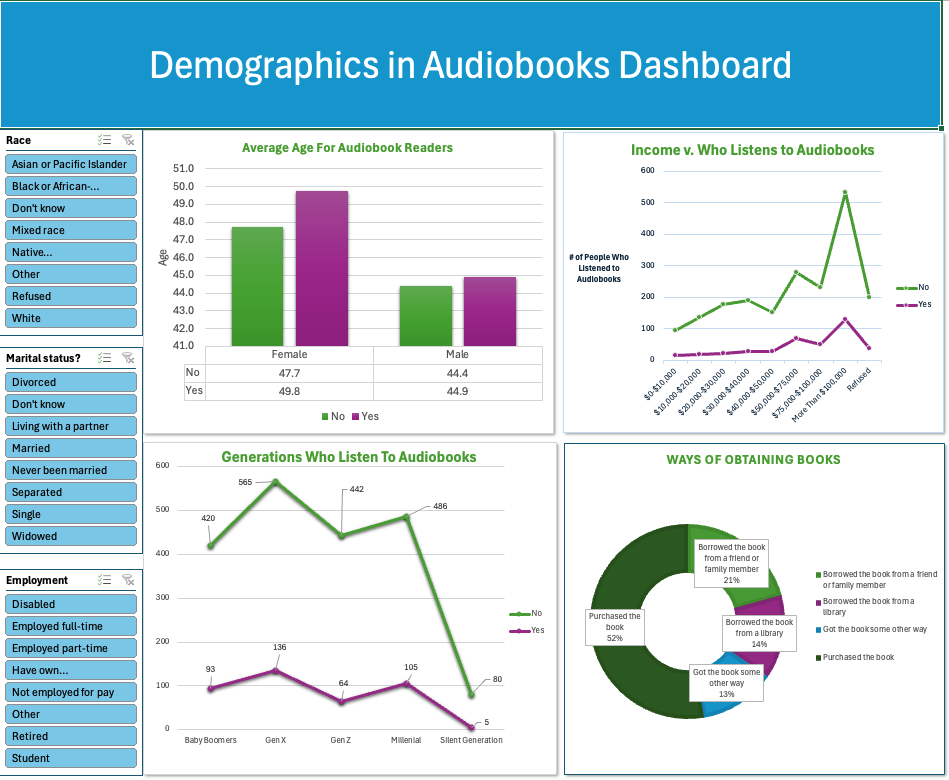 Demographics in Audiobooks Dashboard
Race
Asian or Pacific Islander
Black or African-...
Don't know
Mixed race
Native...
Other
Refused
White
Marital status?
Divorced
Don't know
Living with a partner
Married
Never been married
Separated
Single
Widowed
Employment
Disabled
Employed full-time
Employed part-time
Have own...
Not employed for pay
Other
Retired
Student
Average Age For Audiobook Readers
51.0
50.0
49.0
48.0
47.0
46.0
45.0
44.0
43.0
42.0
41.0
Age
Female Male
No 47.7 44.4
Yes 49.8 44.9
No Yes
Income v. Who Listens to Audiobooks
600
500
400
300
200
100
0
# of People Who
Listened to
Audiobooks
$0-$10,000
$10,000-$20,000
$20,000-$30,000
$30,000-$40,000
$40,000-$50,000
$50,000-$75,000
$75,000-$100,000
More Than $100,000
Refused
No
Yes
Generations Who Listen To Audiobooks
600
500
400
300
200
100
0
420
565
442
486
80
93
136
64
105
5
Baby Boomers Gen X Gen Z Millenial Silent Generation
No
Yes
WAYS OF OBTAINING BOOKS
Borrowed the book
from a friend or
family member
21%
Borrowed the book
from a library
14%
Got the book some
other way
13%
Purchased the
book
52%
Borrowed the book from a friend
or family member
Borrowed the book from a
library
Got the book some other way
Purchased the book